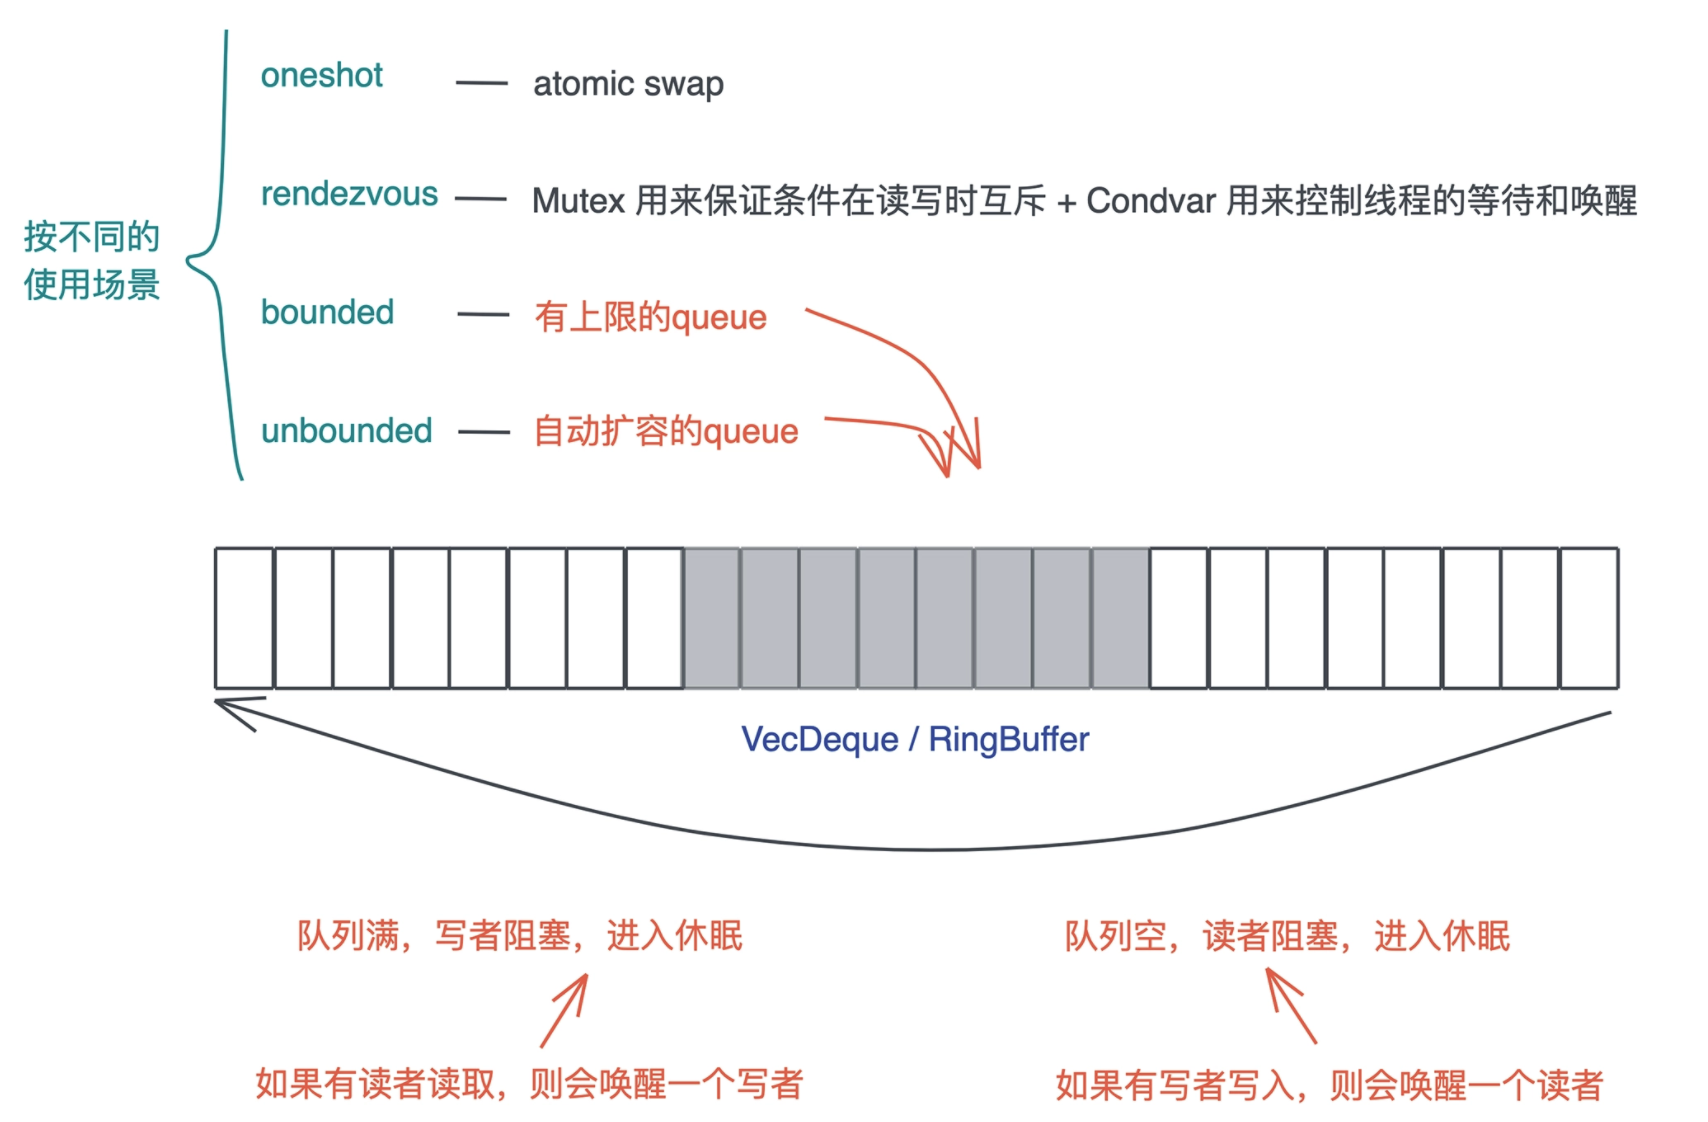 oneshot
atomic swap
rendezvous
Mutex 用来保证条件在读写时互斥 + Condvar 用来控制线程的等待和唤醒
按不同的
使用场景
bounded
有上限的queue
unbounded
自动扩容的queue
VecDeque / RingBuffer
队列满，写者阻塞，进入休眠
队列空，读者阻塞，进入休眠
如果有读者读取，则会唤醒一个写者
如果有写者写入，则会唤醒一个读者